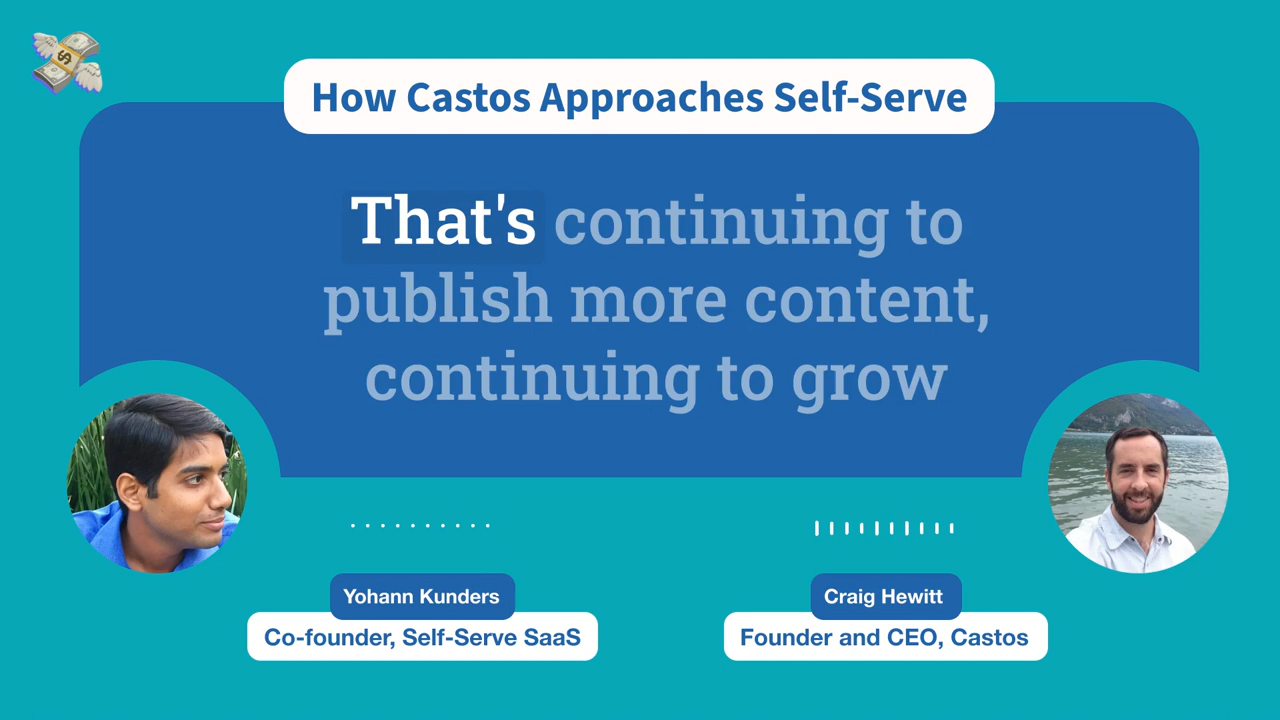 How Castos Approaches Self-Serve
That's continuing to
publish more content,
continuing to grow
Yohann Kunders
Co-founder, Self-Serve SaaS
Craig Hewitt
Founder and CEO, Castos